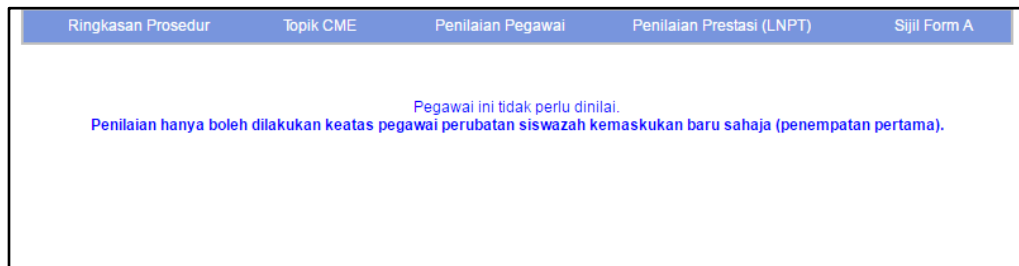 Ringkasan Prosedur Topik CME Penilaian Pegawai Penilaian Prestasi (LNPT) Sijil Form A
Pegawai ini tidak perlu dinilai.
Penilaian hanya boleh dilakukan keatas pegawai perubatan siswazah kemaskukan baru sahaja (penempatan pertama).